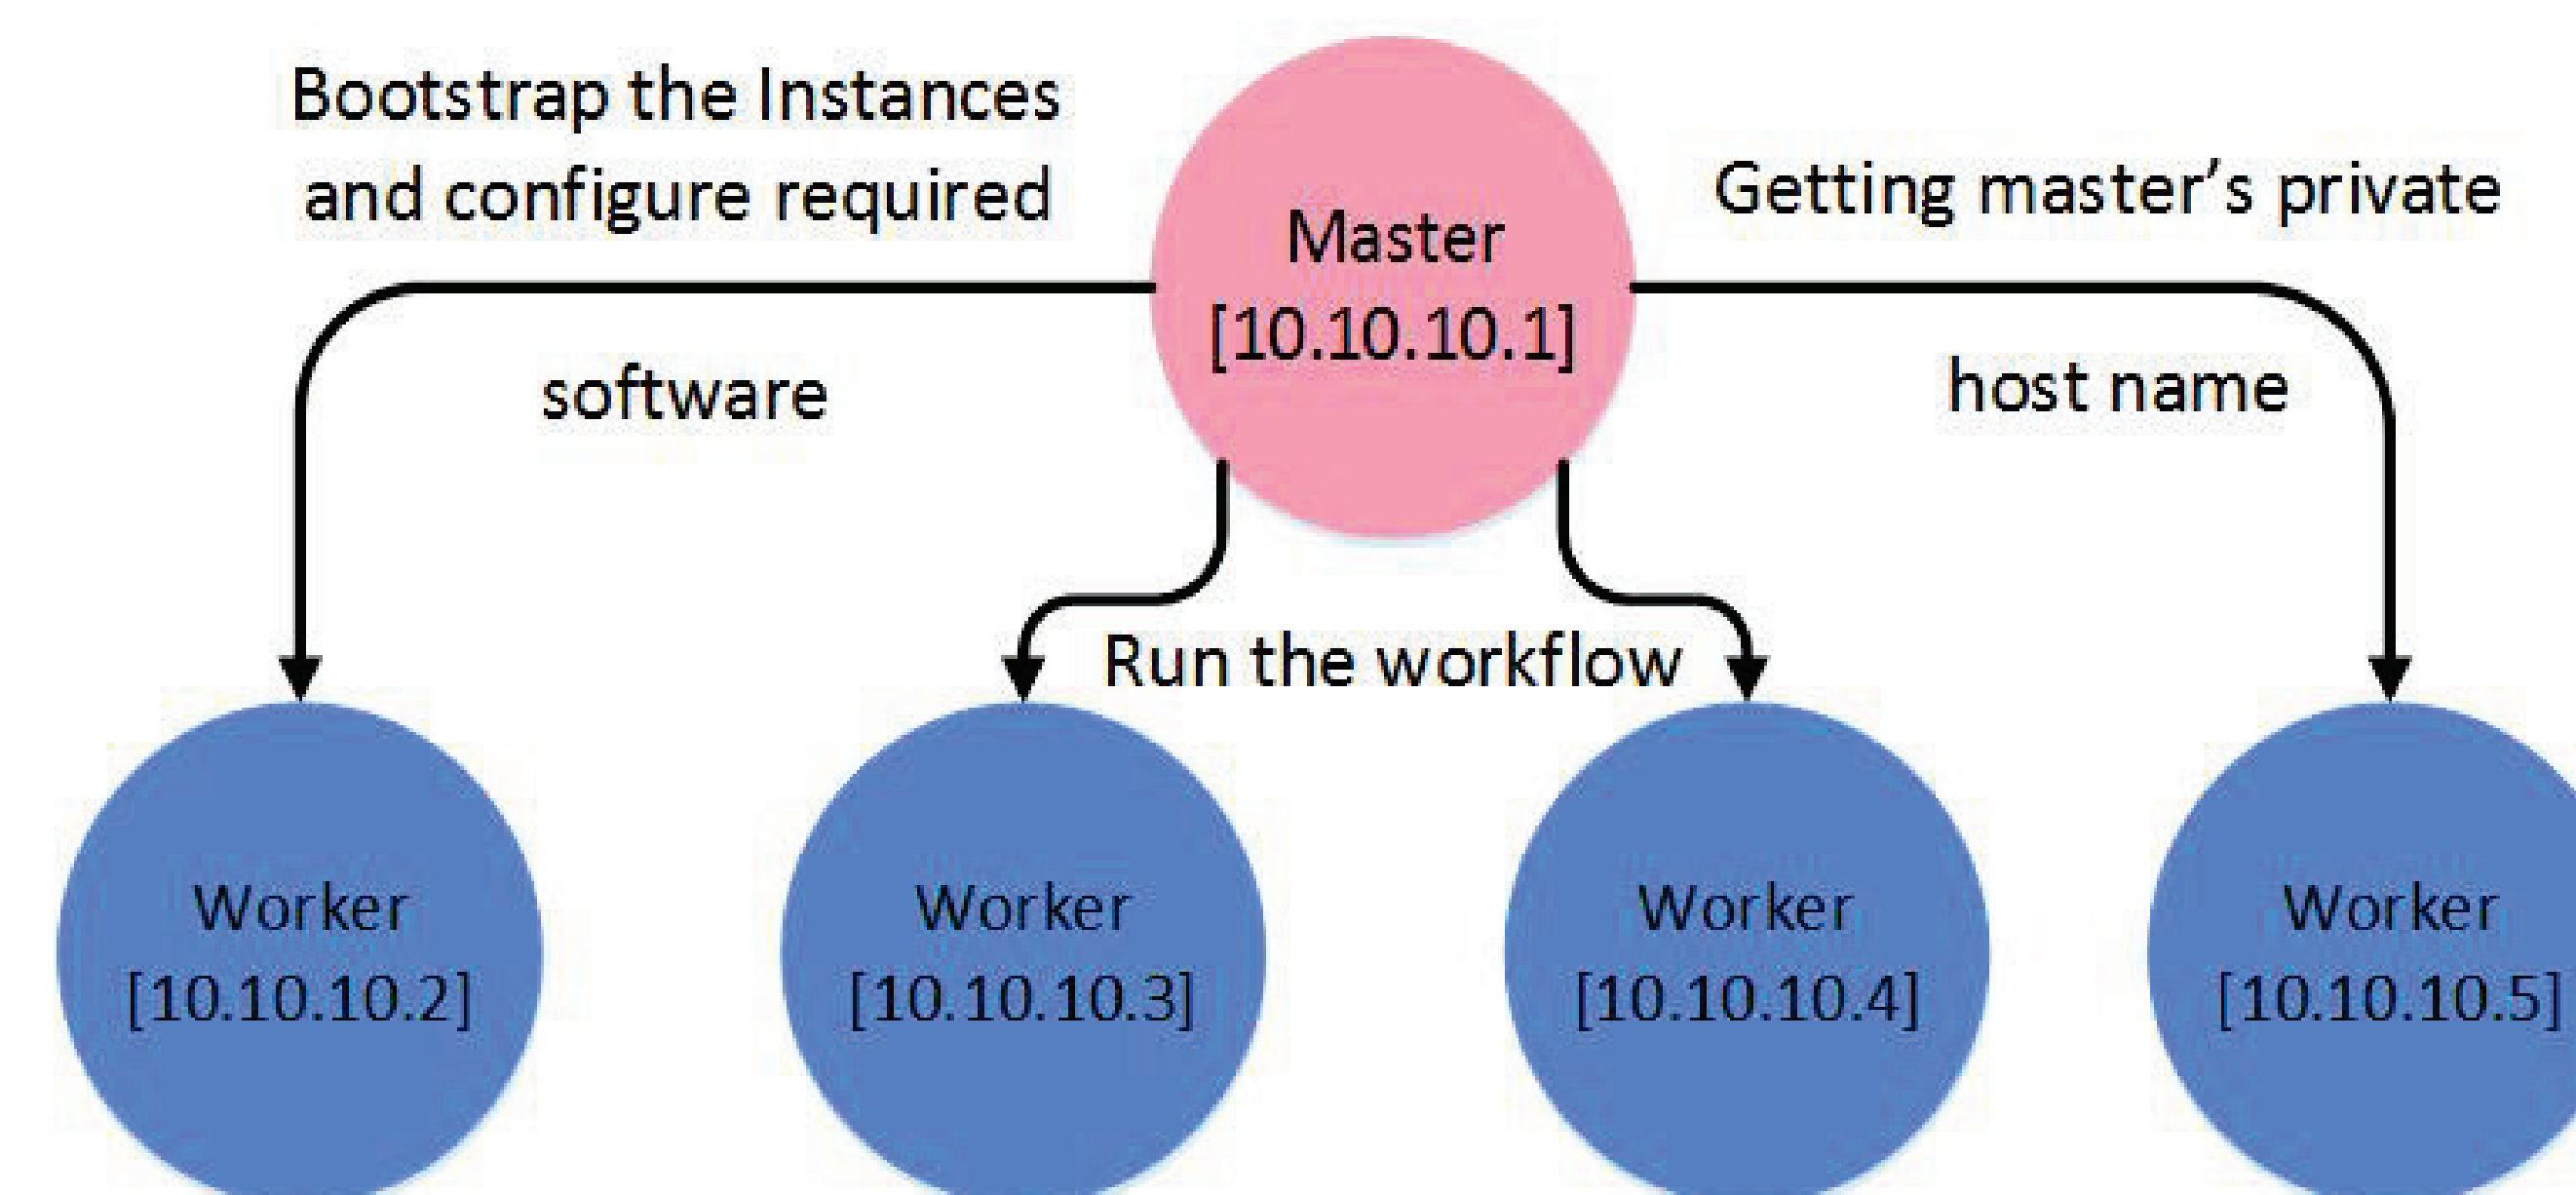 Bootstrap the Instances
and configure required
software
Master
[10.10.10.1]
Getting master’s private
host name
Run the workflow
Worker
[10.10.10.2]
Worker
[10.10.10.3]
Worker
[10.10.10.4]
Worker
[10.10.10.5]